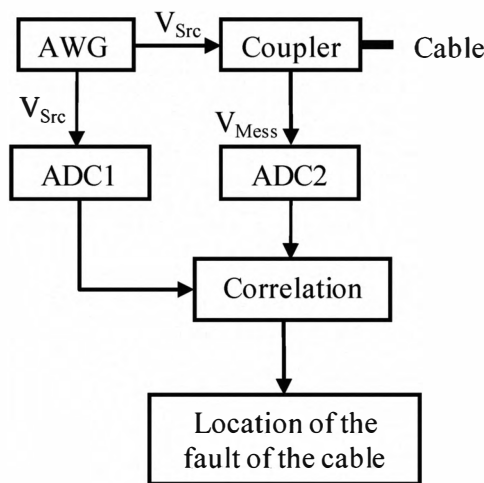 V_Src
AWG
Coupler
Cable
V_Src
V_Mess
ADC1
ADC2
Correlation
Location of the
fault of the cable